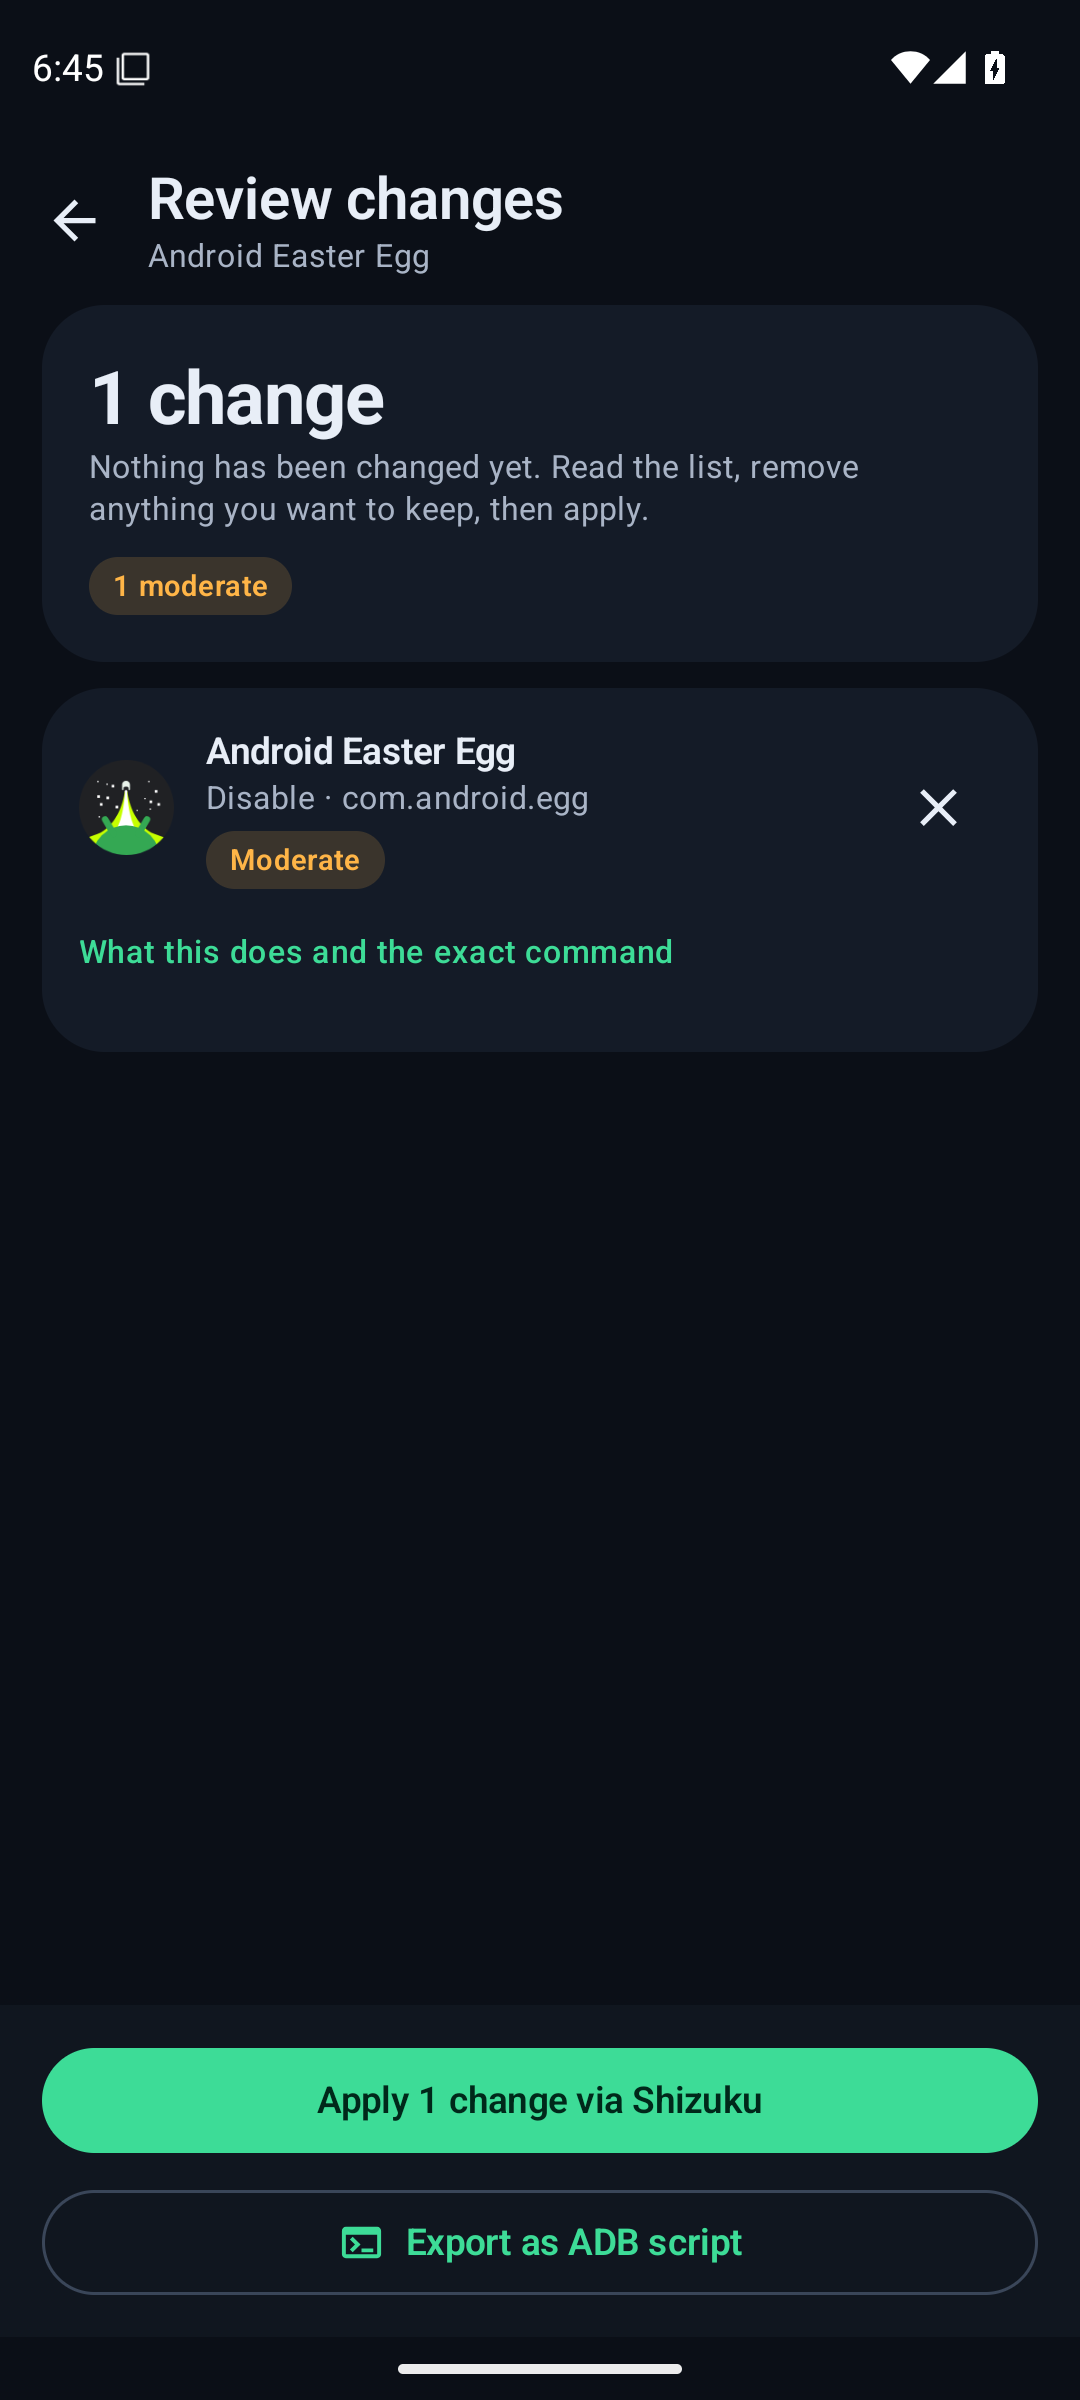 6:45
Review changes
Android Easter Egg
1 change
Nothing has been changed yet. Read the list, remove
anything you want to keep, then apply.
1 moderate
Android Easter Egg
Disable · com.android.egg
Moderate
What this does and the exact command
Apply 1 change via Shizuku
Export as ADB script